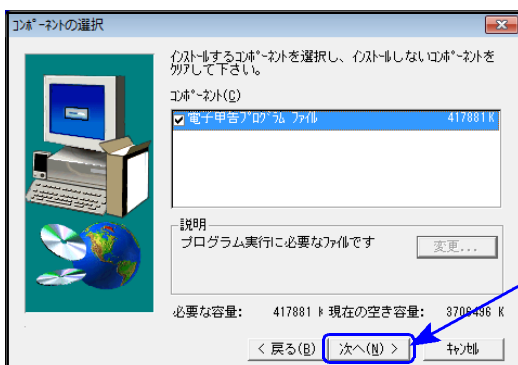 ｺﾝﾎﾟｰﾈﾝﾄの選択
ｲﾝｽﾄｰﾙするｺﾝﾎﾟｰﾈﾝﾄを選択し、ｲﾝｽﾄｰﾙしないｺﾝﾎﾟｰﾈﾝﾄを
ｸﾘｱして下さい。
ｺﾝﾎﾟｰﾈﾝﾄ(C)
電子申告ﾌﾟﾛｸﾞﾗﾑ ﾌｧｲﾙ 417881 K
説明
プログラム実行に必要なﾌｧｲﾙです
変更...
必要な容量: 417881 K 現在の空き容量: 3706496 K
< 戻る(B) 次へ(N) > ｷｬﾝｾﾙ